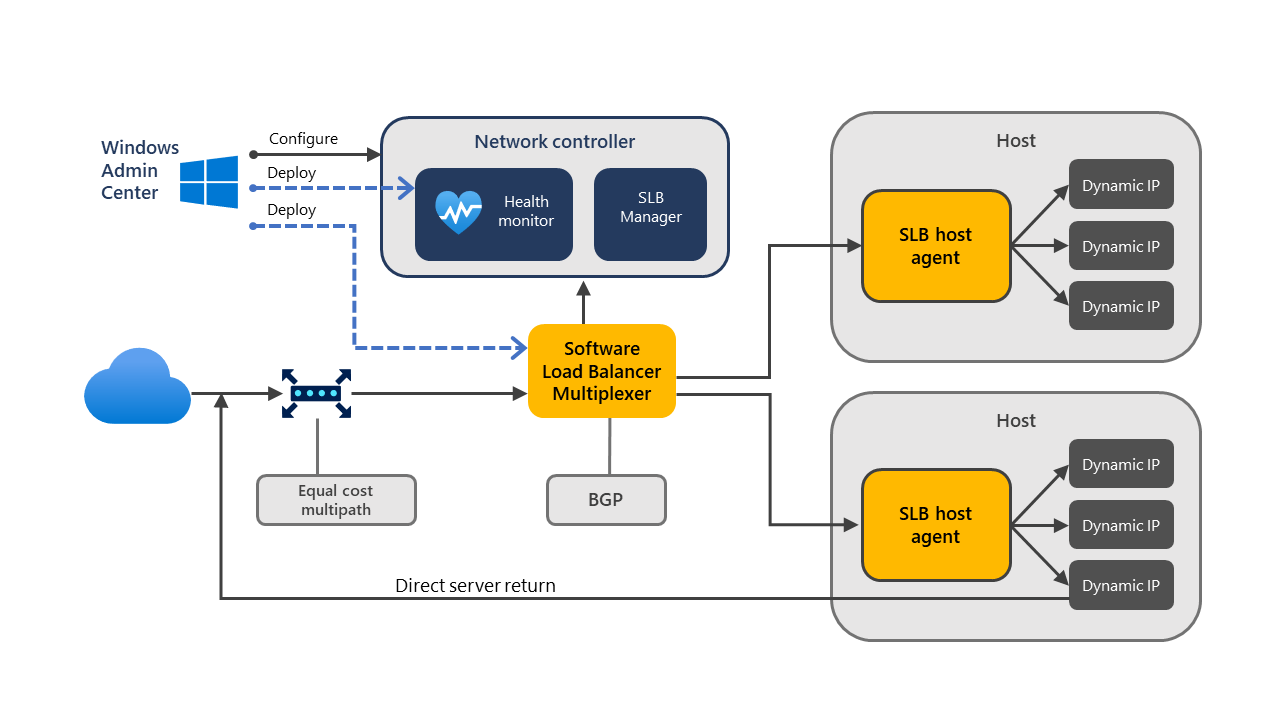 Windows
Admin
Center
Configure
Deploy
Deploy
Network controller
Health
monitor
SLB
Manager
Software
Load Balancer
Multiplexer
Equal cost
multipath
BGP
Direct server return
Host
SLB host
agent
Dynamic IP
Dynamic IP
Dynamic IP
Host
SLB host
agent
Dynamic IP
Dynamic IP
Dynamic IP